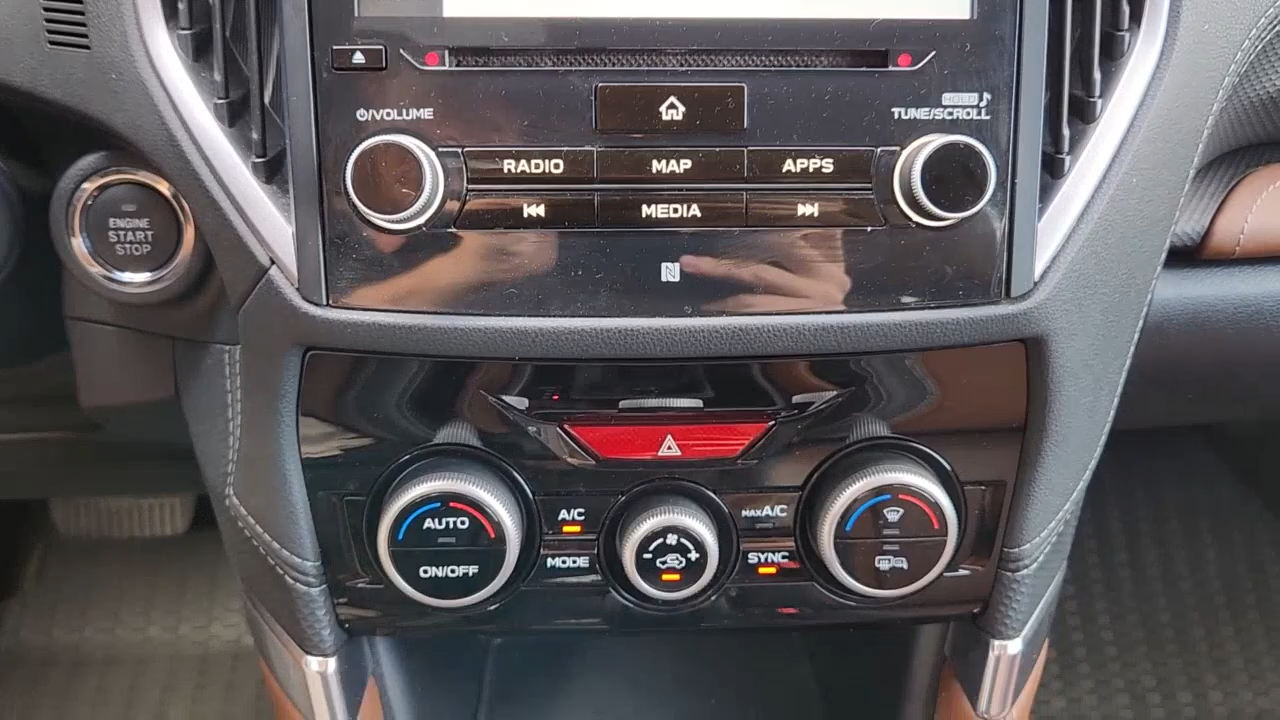 ⏻/VOLUME
HOLD♪
TUNE/SCROLL
RADIO
MAP
APPS
MEDIA
ENGINE
START
STOP
AUTO
ON/OFF
A/C
MODE
- +
MAX A/C
SYNC